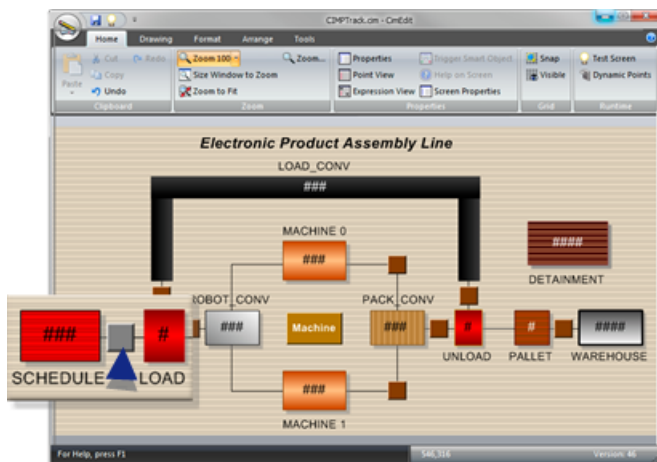 CIMPTrack.cim - CimEdit
Home Drawing Format Arrange Tools
Paste
Cut
Redo
Copy
Undo
Clipboard
Zoom 100
Zoom...
Size Window to Zoom
Zoom to Fit
Zoom
Properties
Trigger Smart Object
Point View
Help on Screen
Expression View
Screen Properties
Properties
Snap
Visible
Grid
Test Screen
Dynamic Points
Runtime
Electronic Product Assembly Line
LOAD_CONV
###
MACHINE 0
###
####
DETAINMENT
ROBOT_CONV
###
Machine
PACK_CONV
###
#
UNLOAD
#
PALLET
####
WAREHOUSE
###
SCHEDULE
#
LOAD
###
MACHINE 1
For Help, press F1
546,316
Version: 46